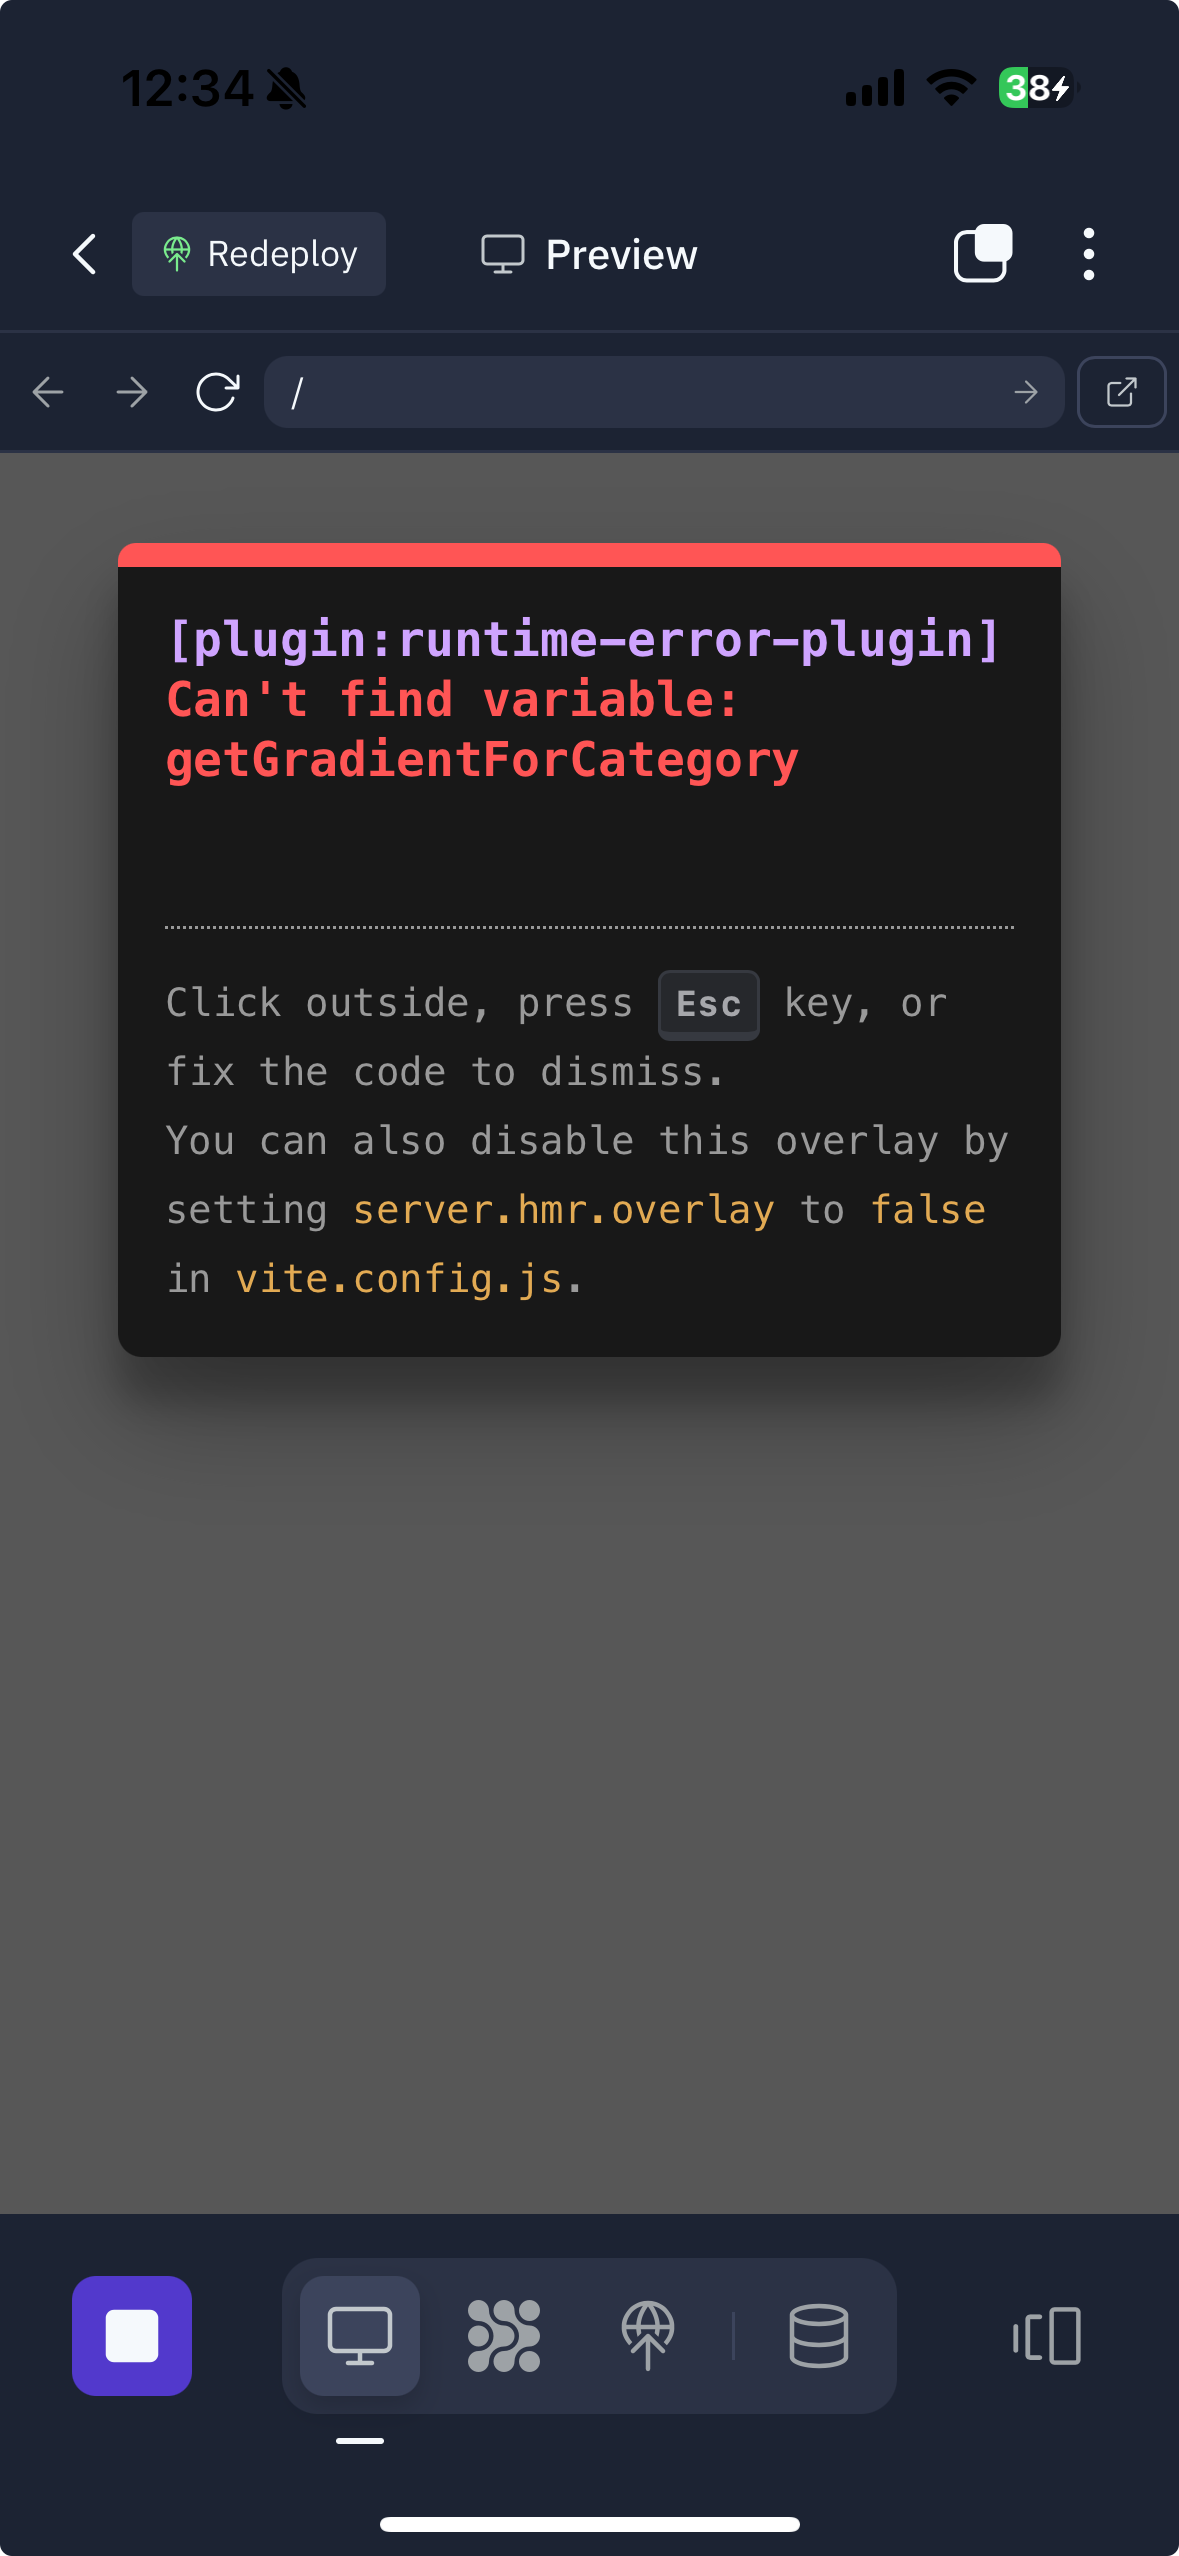 12:34
38
Redeploy
Preview
/
[plugin:runtime-error-plugin]
Can't find variable:
getGradientForCategory
Click outside, press Esc key, or
fix the code to dismiss.
You can also disable this overlay by
setting server.hmr.overlay to false
in vite.config.js.